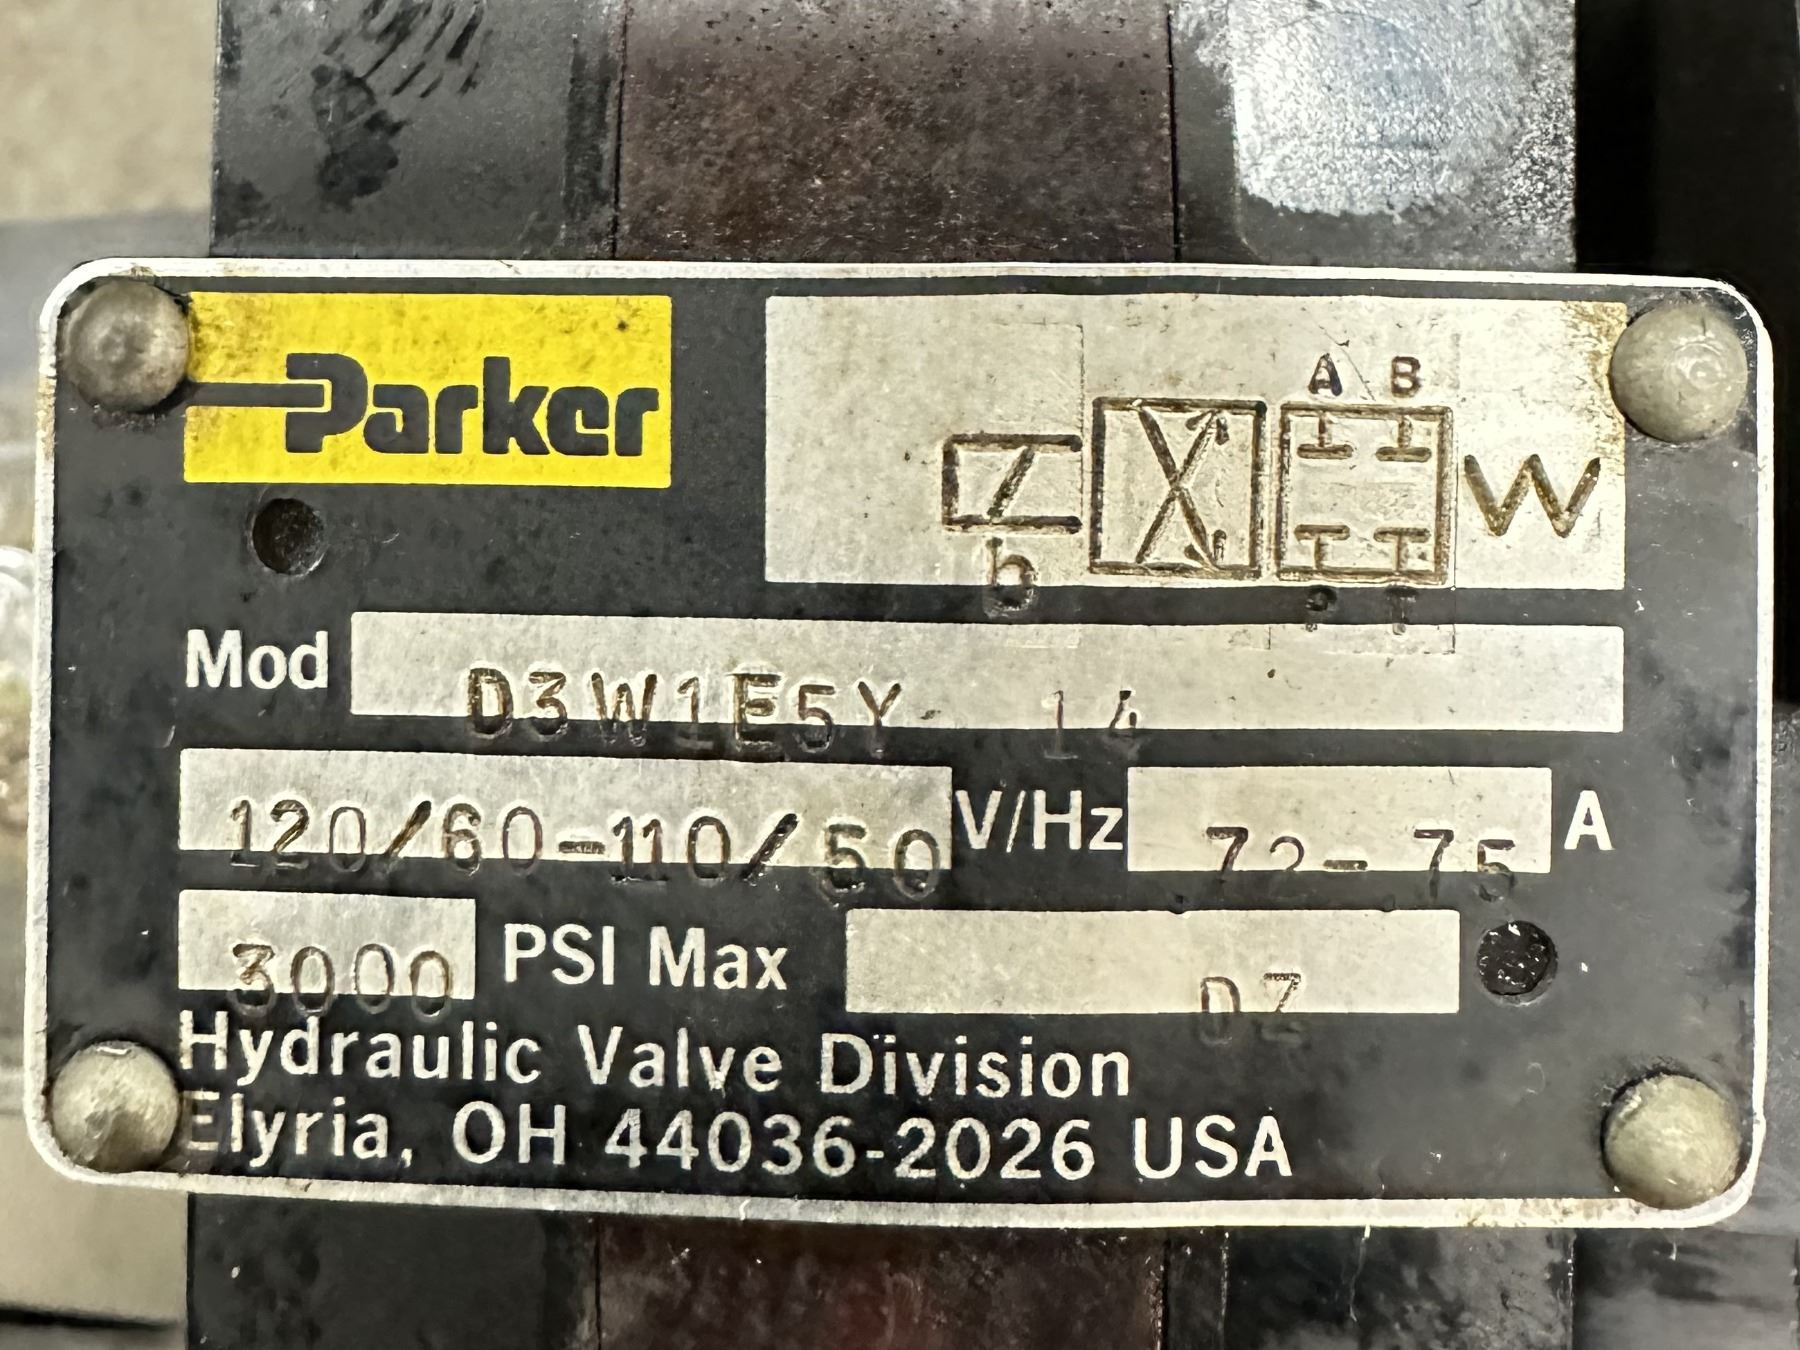 Parker
A B
b
P T
Mod D3W1E5Y 14
120/60-110/50 V/Hz 72-75 A
3000 PSI Max DZ
Hydraulic Valve Division
Elyria, OH 44036-2026 USA